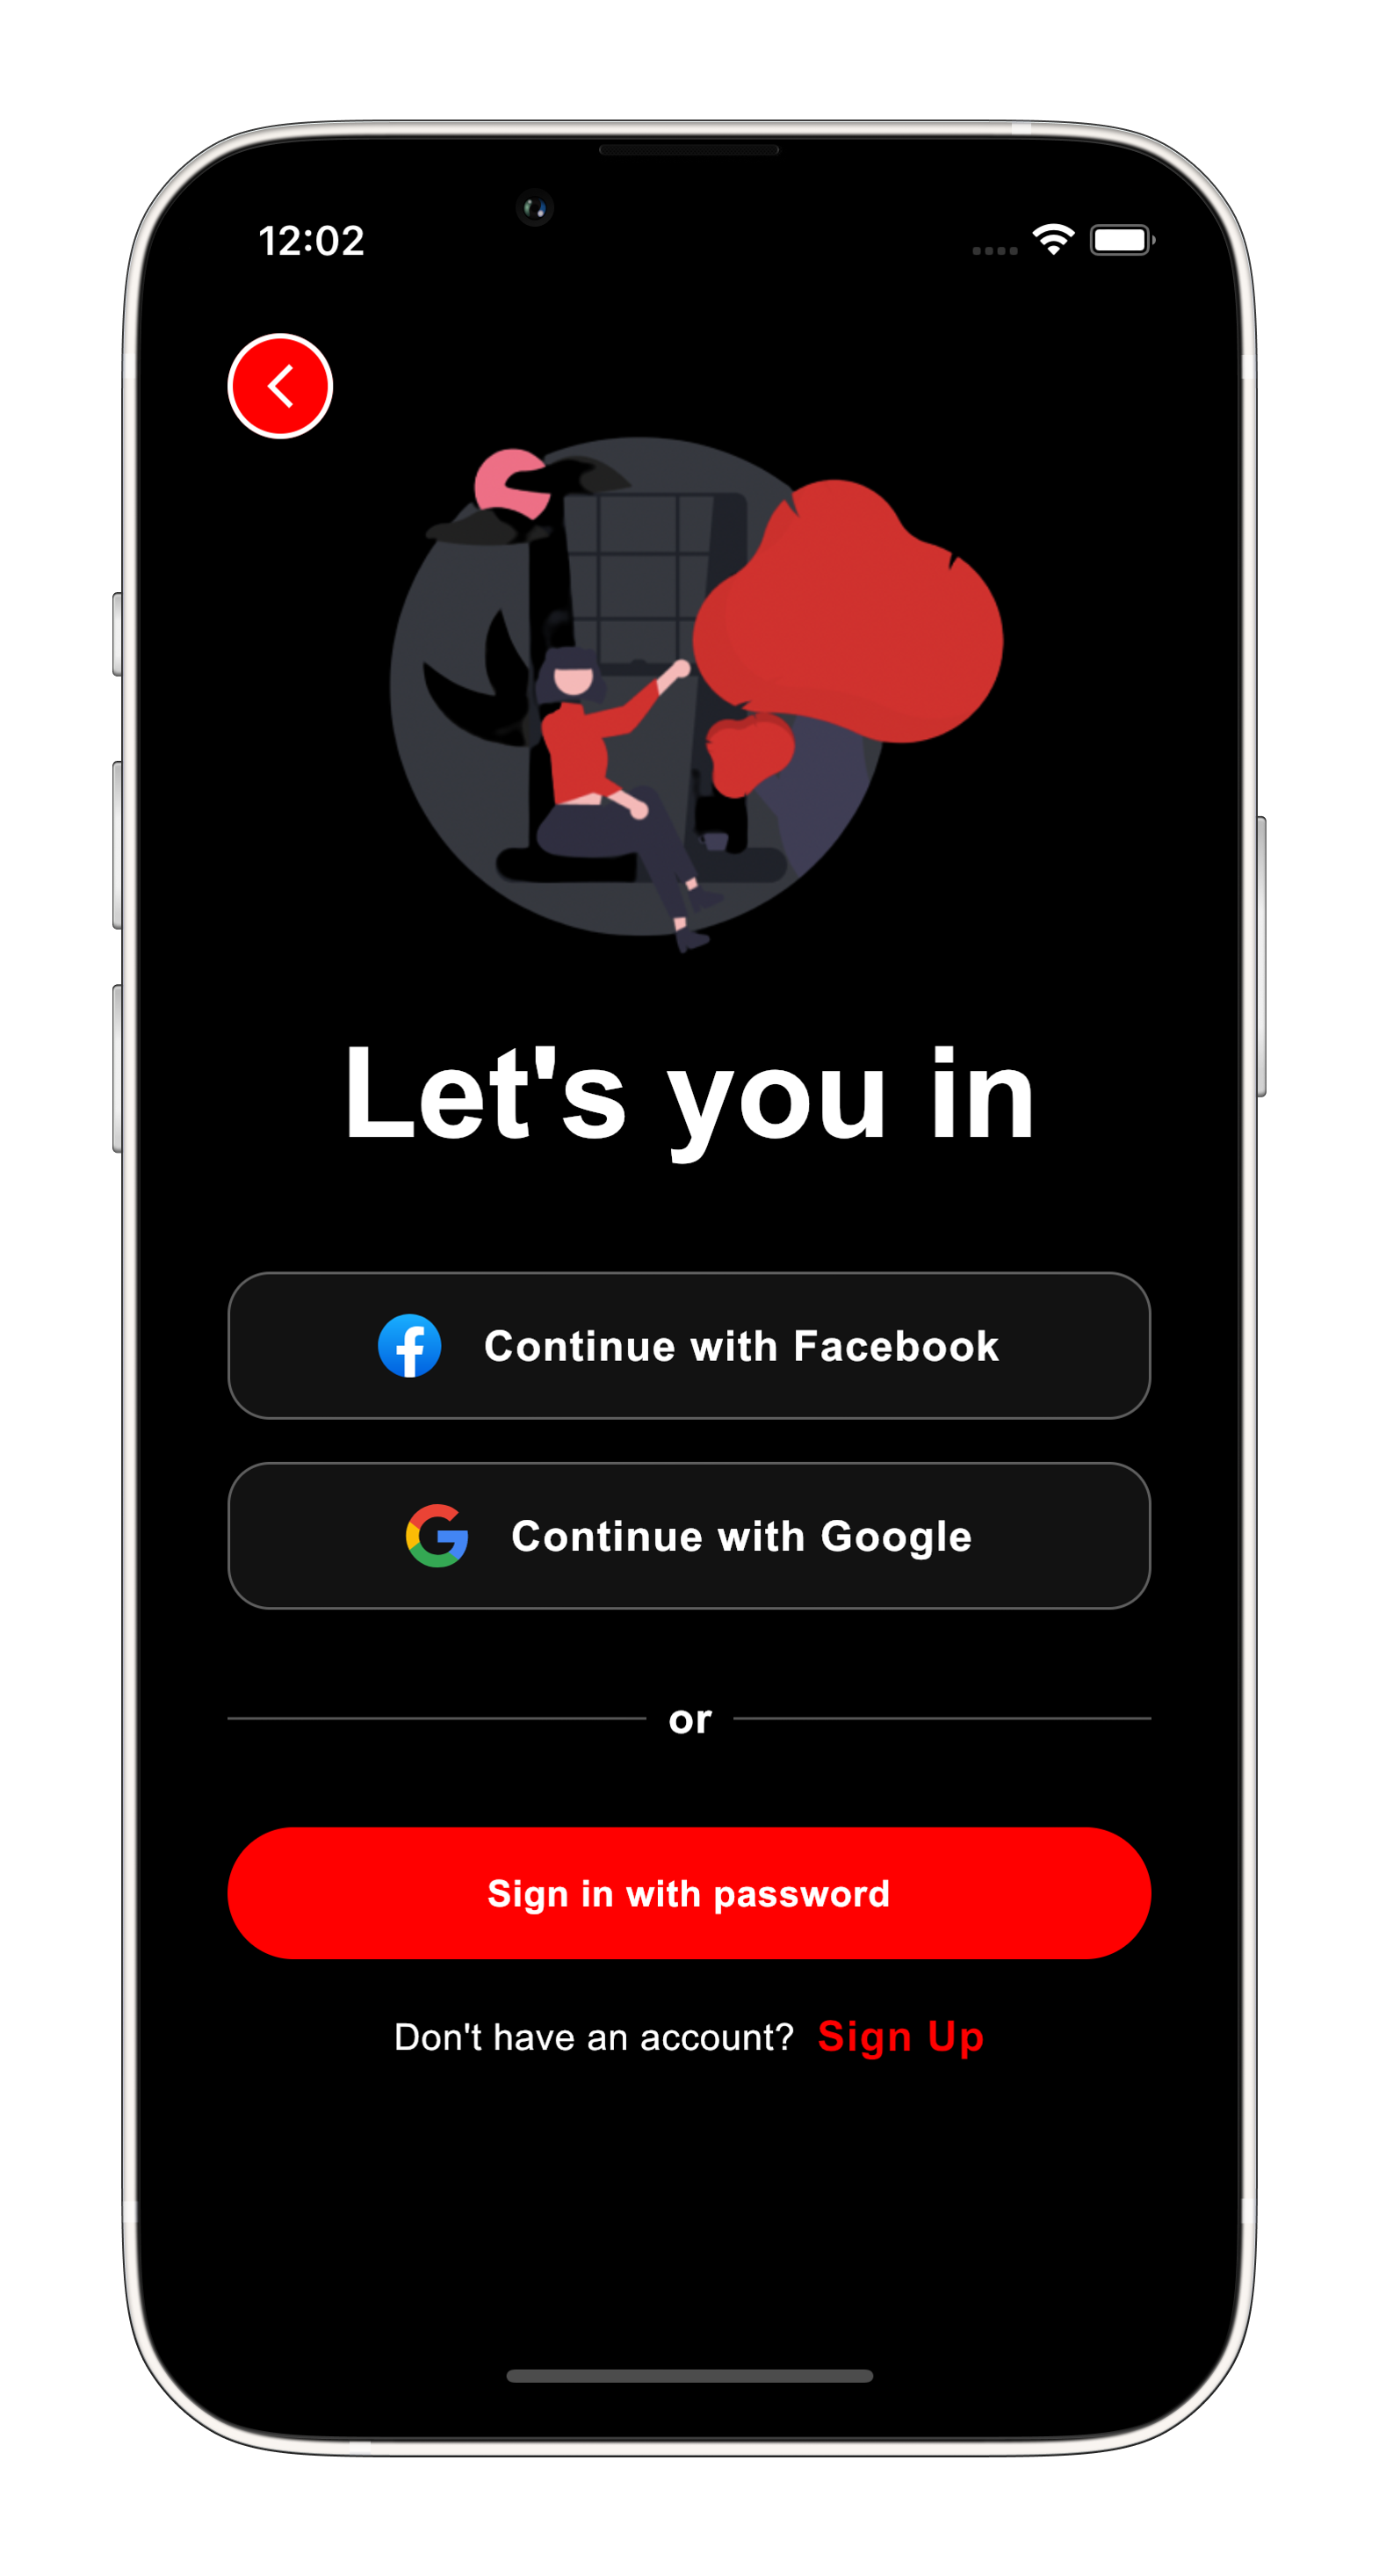 12:02
Let's you in
Continue with Facebook
Continue with Google
or
Sign in with password
Don't have an account? Sign Up